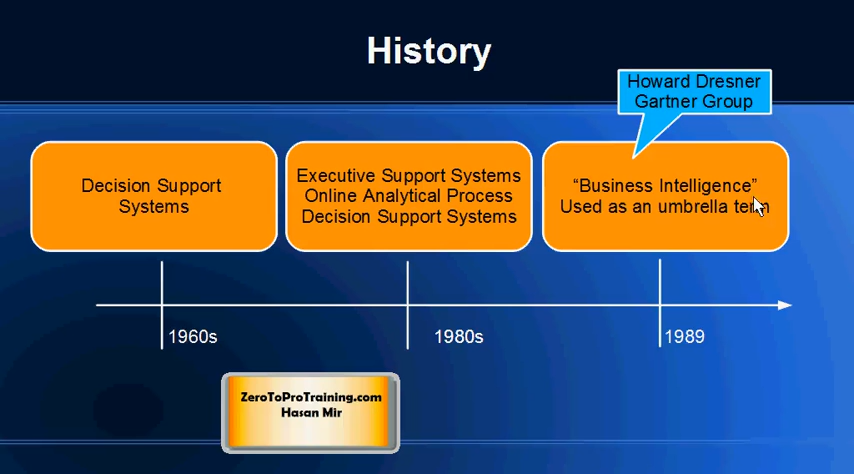 History
Howard Dresner
Gartner Group
Decision Support
Systems
Executive Support Systems
Online Analytical Process
Decision Support Systems
“Business Intelligence”
Used as an umbrella term
1960s
1980s
1989
ZeroToProTraining.com
Hasan Mir